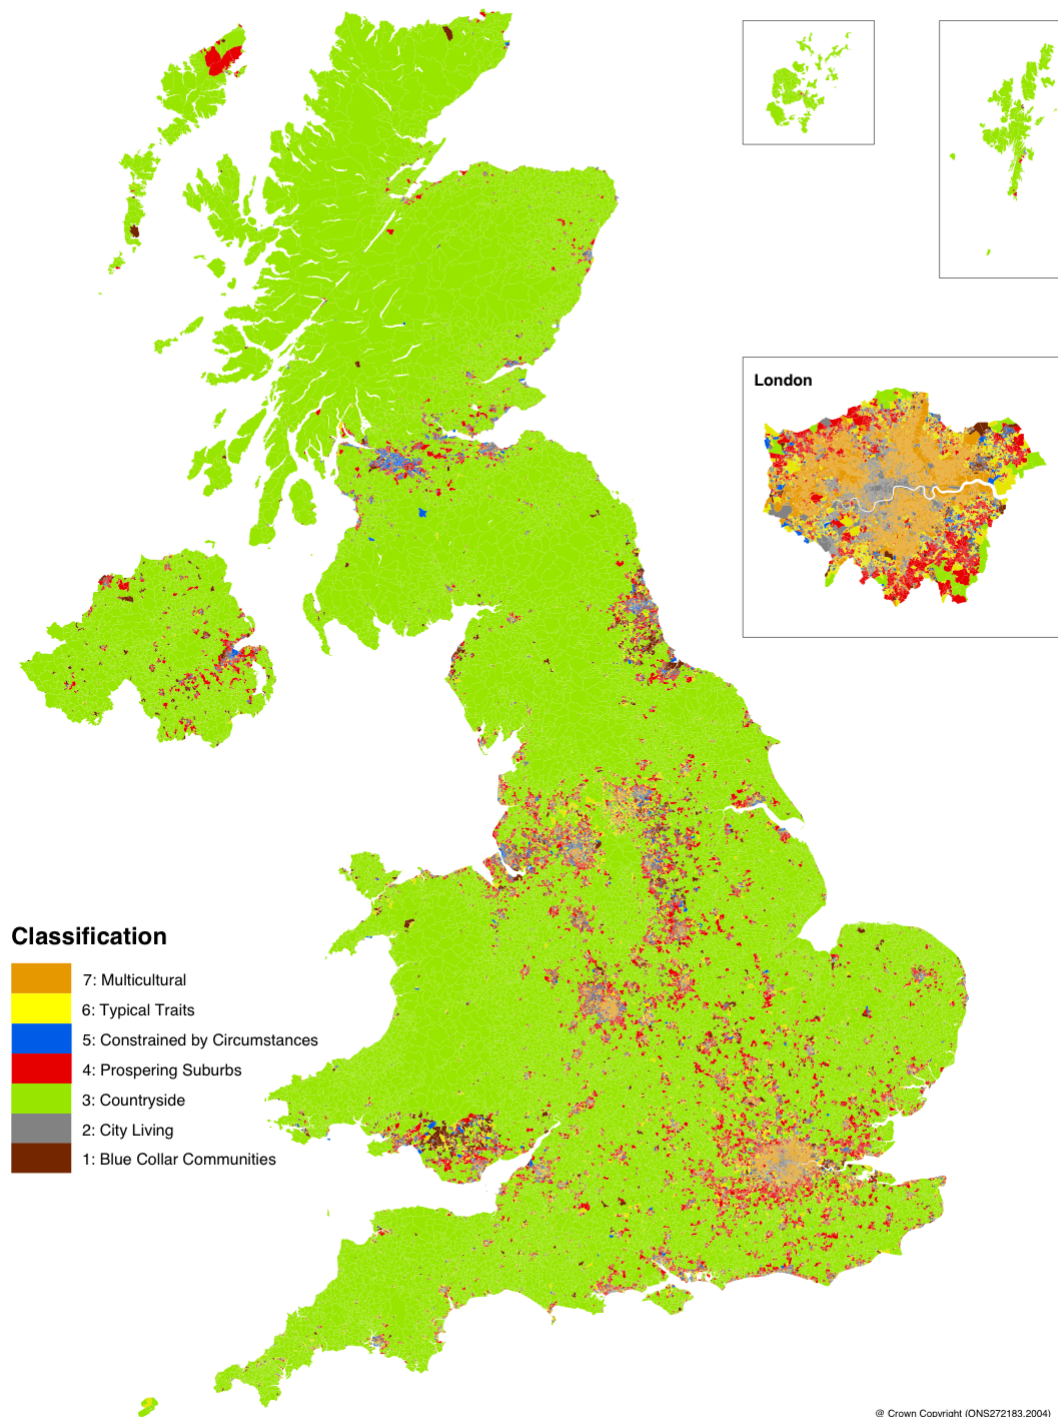 London
Classification
7: Multicultural
6: Typical Traits
5: Constrained by Circumstances
4: Prospering Suburbs
3: Countryside
2: City Living
1: Blue Collar Communities
@ Crown Copyright (ONS272183.2004)